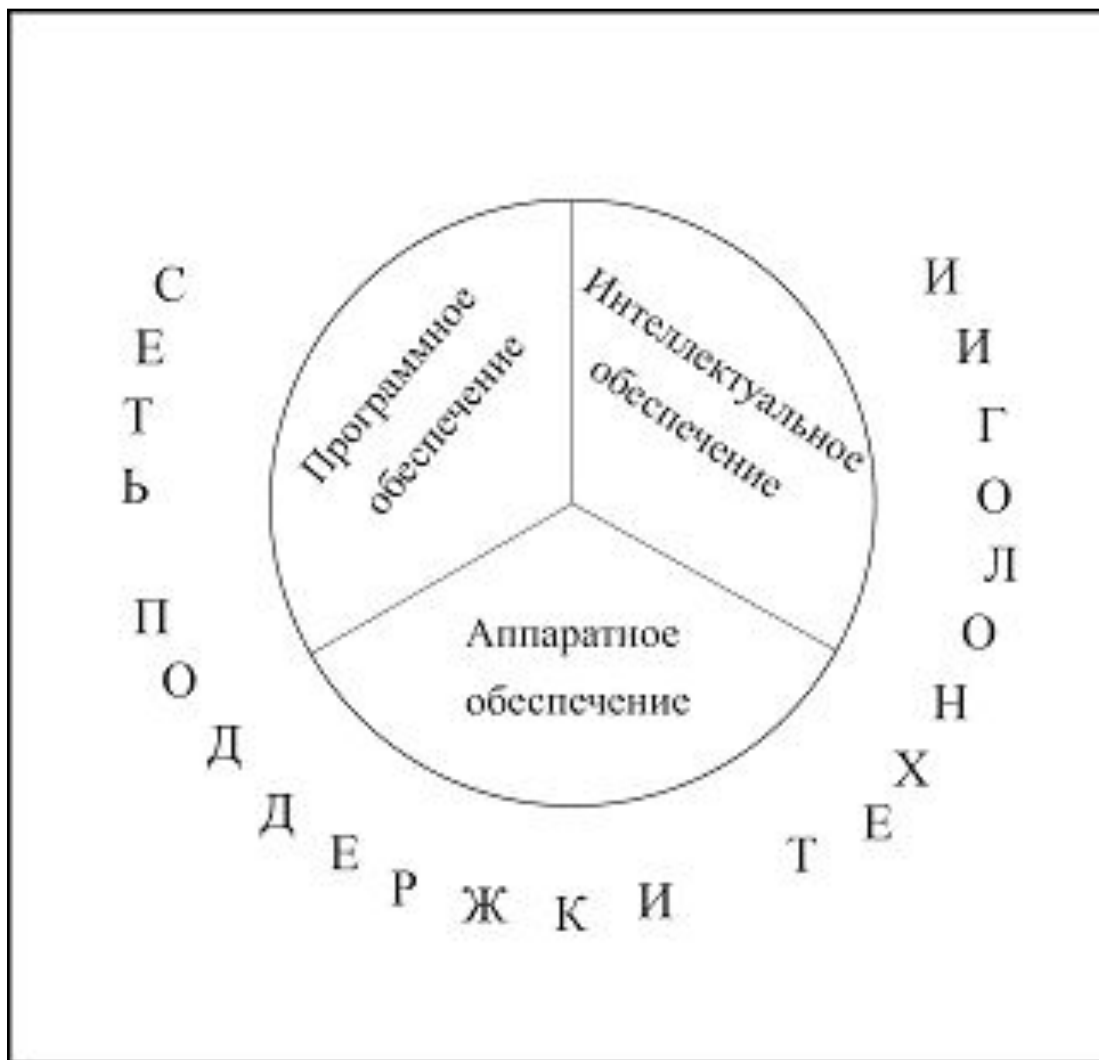 Программное
обеспечение
Интеллектуальное
обеспечение
Аппаратное
обеспечение
СЕТЬ ПОДДЕРЖКИ ТЕХНОЛОГИИ